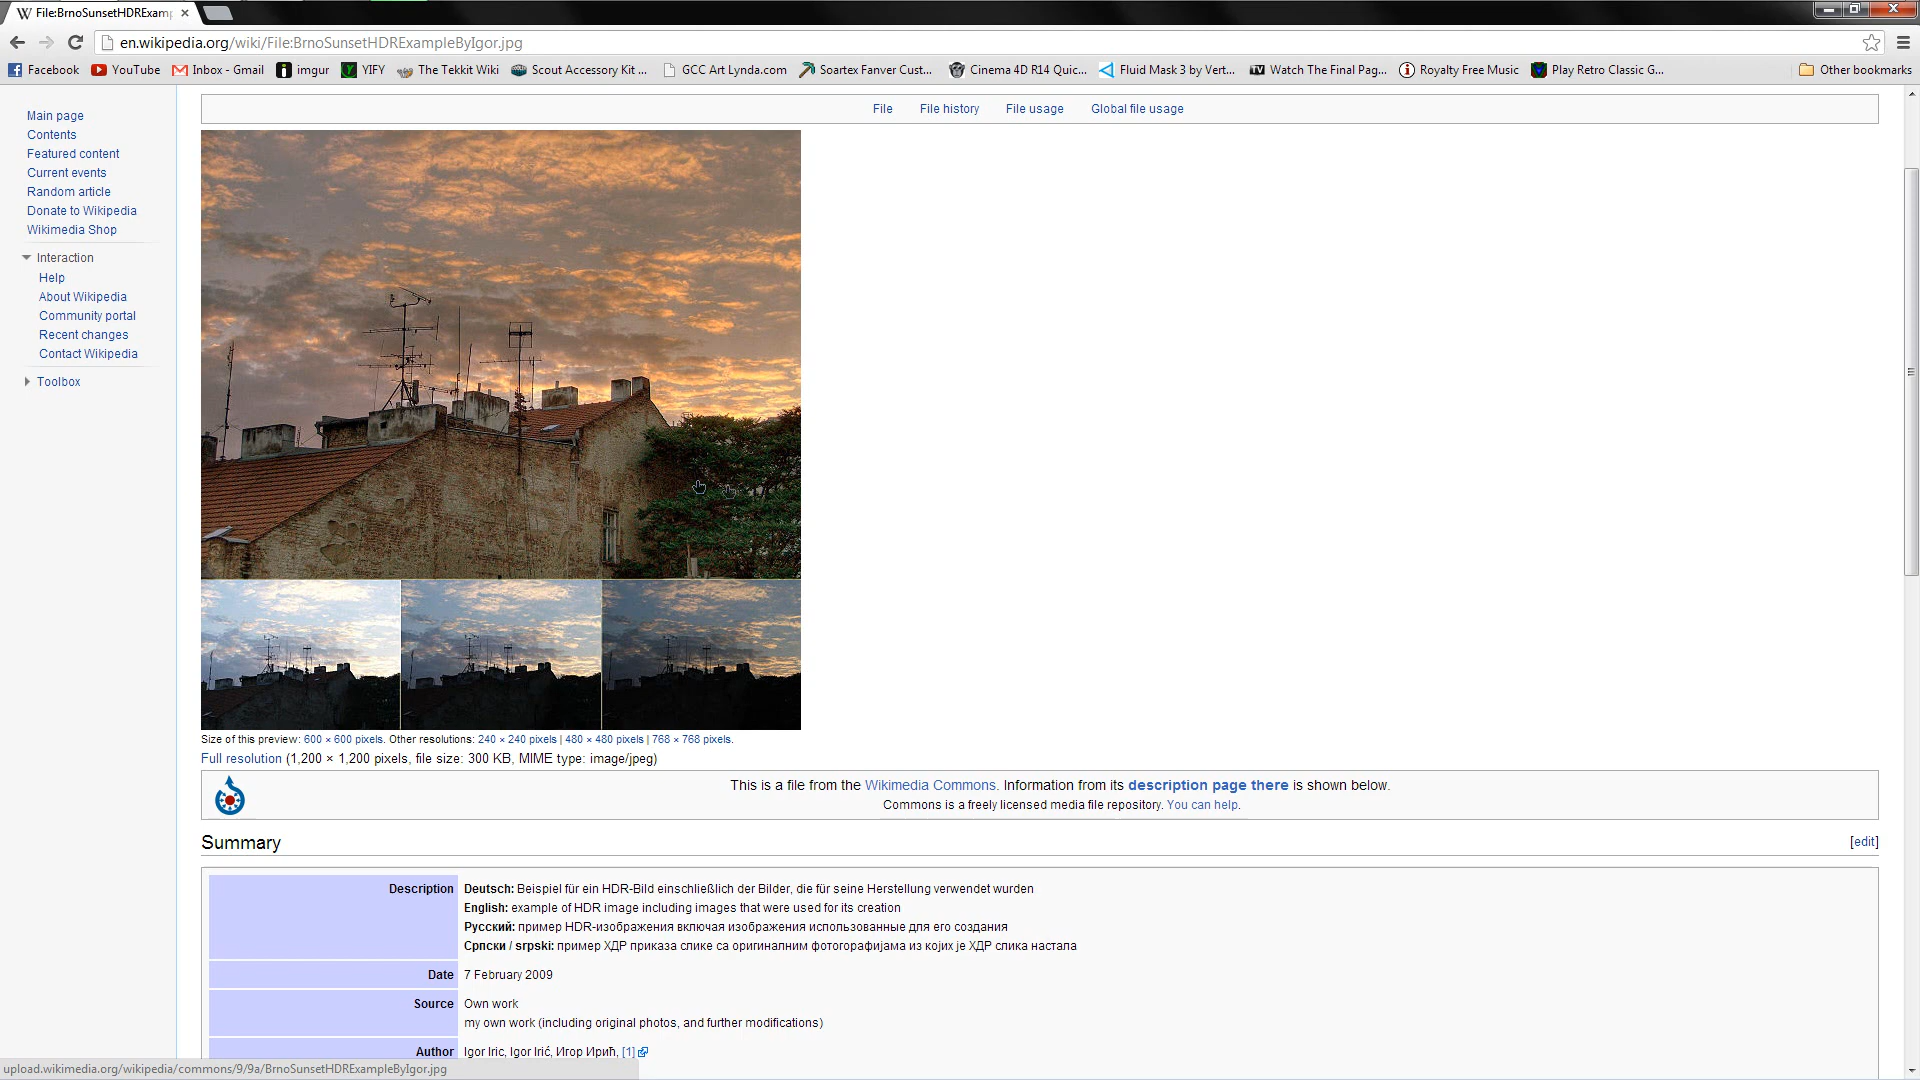 File:BrnoSunsetHDRExamp
en.wikipedia.org/wiki/File:BrnoSunsetHDRExampleByIgor.jpg
Facebook YouTube Inbox - Gmail imgur YIFY The Tekkit Wiki Scout Accessory Kit ... GCC Art Lynda.com Soartex Fanver Cust... Cinema 4D R14 Quic... Fluid Mask 3 by Vert... Watch The Final Pag... Royalty Free Music Play Retro Classic G... Other bookmarks
Main page
Contents
Featured content
Current events
Random article
Donate to Wikipedia
Wikimedia Shop
Interaction
Help
About Wikipedia
Community portal
Recent changes
Contact Wikipedia
Toolbox
File File history File usage Global file usage
Size of this preview: 600 × 600 pixels. Other resolutions: 240 × 240 pixels | 480 × 480 pixels | 768 × 768 pixels.
Full resolution (1,200 × 1,200 pixels, file size: 300 KB, MIME type: image/jpeg)
This is a file from the Wikimedia Commons. Information from its description page there is shown below.
Commons is a freely licensed media file repository. You can help.
Summary [edit]
Description Deutsch: Beispiel für ein HDR-Bild einschließlich der Bilder, die für seine Herstellung verwendet wurden
English: example of HDR image including images that were used for its creation
Русский: пример HDR-изображения включая изображения использованные для его создания
Српски / srpski: пример ХДР приказа слике са оригиналним фотографијама из којих је ХДР слика настала
Date 7 February 2009
Source Own work
my own work (including original photos, and further modifications)
Author Igor Iric, Igor Irić, Игор Ирић, [1]
upload.wikimedia.org/wikipedia/commons/9/9a/BrnoSunsetHDRExampleByIgor.jpg